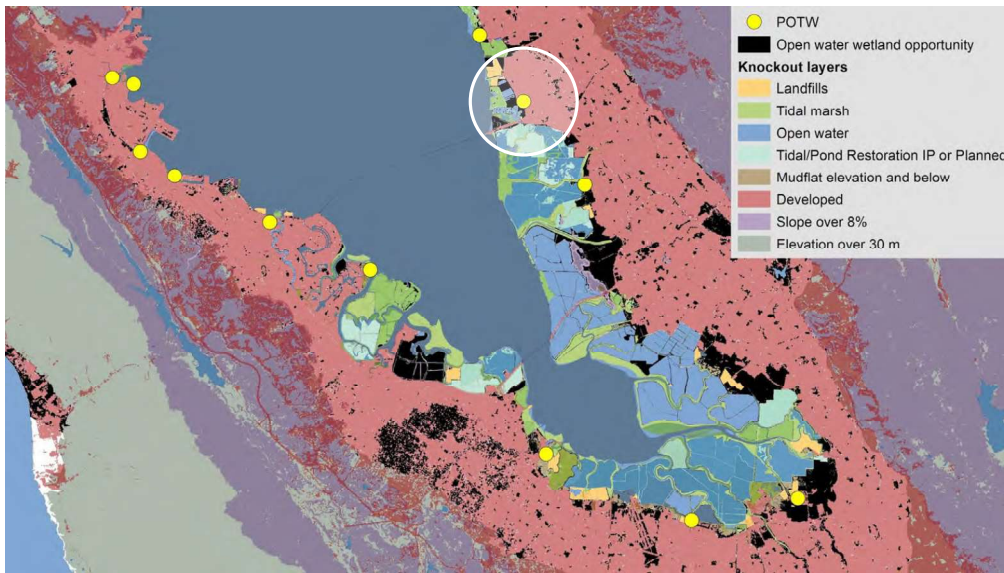 POTW
Open water wetland opportunity
Knockout layers
Landfills
Tidal marsh
Open water
Tidal/Pond Restoration IP or Planned
Mudflat elevation and below
Developed
Slope over 8%
Elevation over 30 m